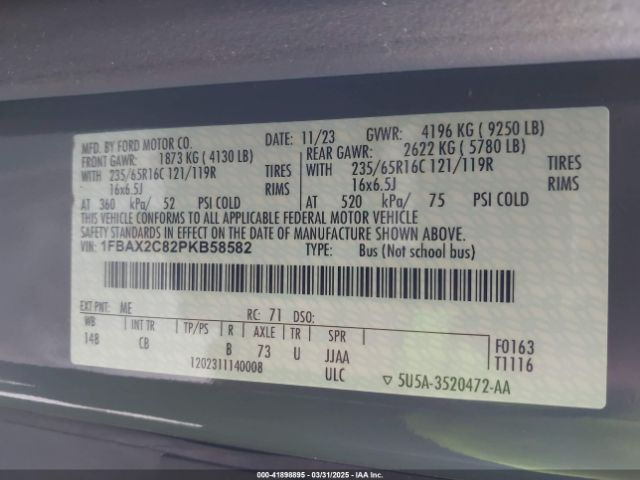 MFD. BY FORD MOTOR CO. DATE: 11/23 GVWR: 4196 KG ( 9250 LB)
FRONT GAWR: 1873 KG ( 4130 LB) REAR GAWR: 2622 KG ( 5780 LB)
WITH 235/65R16C 121/119R TIRES WITH 235/65R16C 121/119R TIRES
16x6.5J RIMS 16x6.5J RIMS
AT 360 kPa/ 52 PSI COLD AT 520 kPa/ 75 PSI COLD
THIS VEHICLE CONFORMS TO ALL APPLICABLE FEDERAL MOTOR VEHICLE
SAFETY STANDARDS IN EFFECT ON THE DATE OF MANUFACTURE SHOWN ABOVE.
VIN: 1FBAX2C82PKB58582 TYPE: Bus (Not school bus)
EXT PNT: ME RC: 71 DSO:
WB INT TR TP/PS R AXLE TR SPR
148 CB B 73 U JJAA
ULC
1202311140008
F0163
T1116
5U5A-3520472-AA
000-41898895 - 03/31/2025 - IAA Inc.